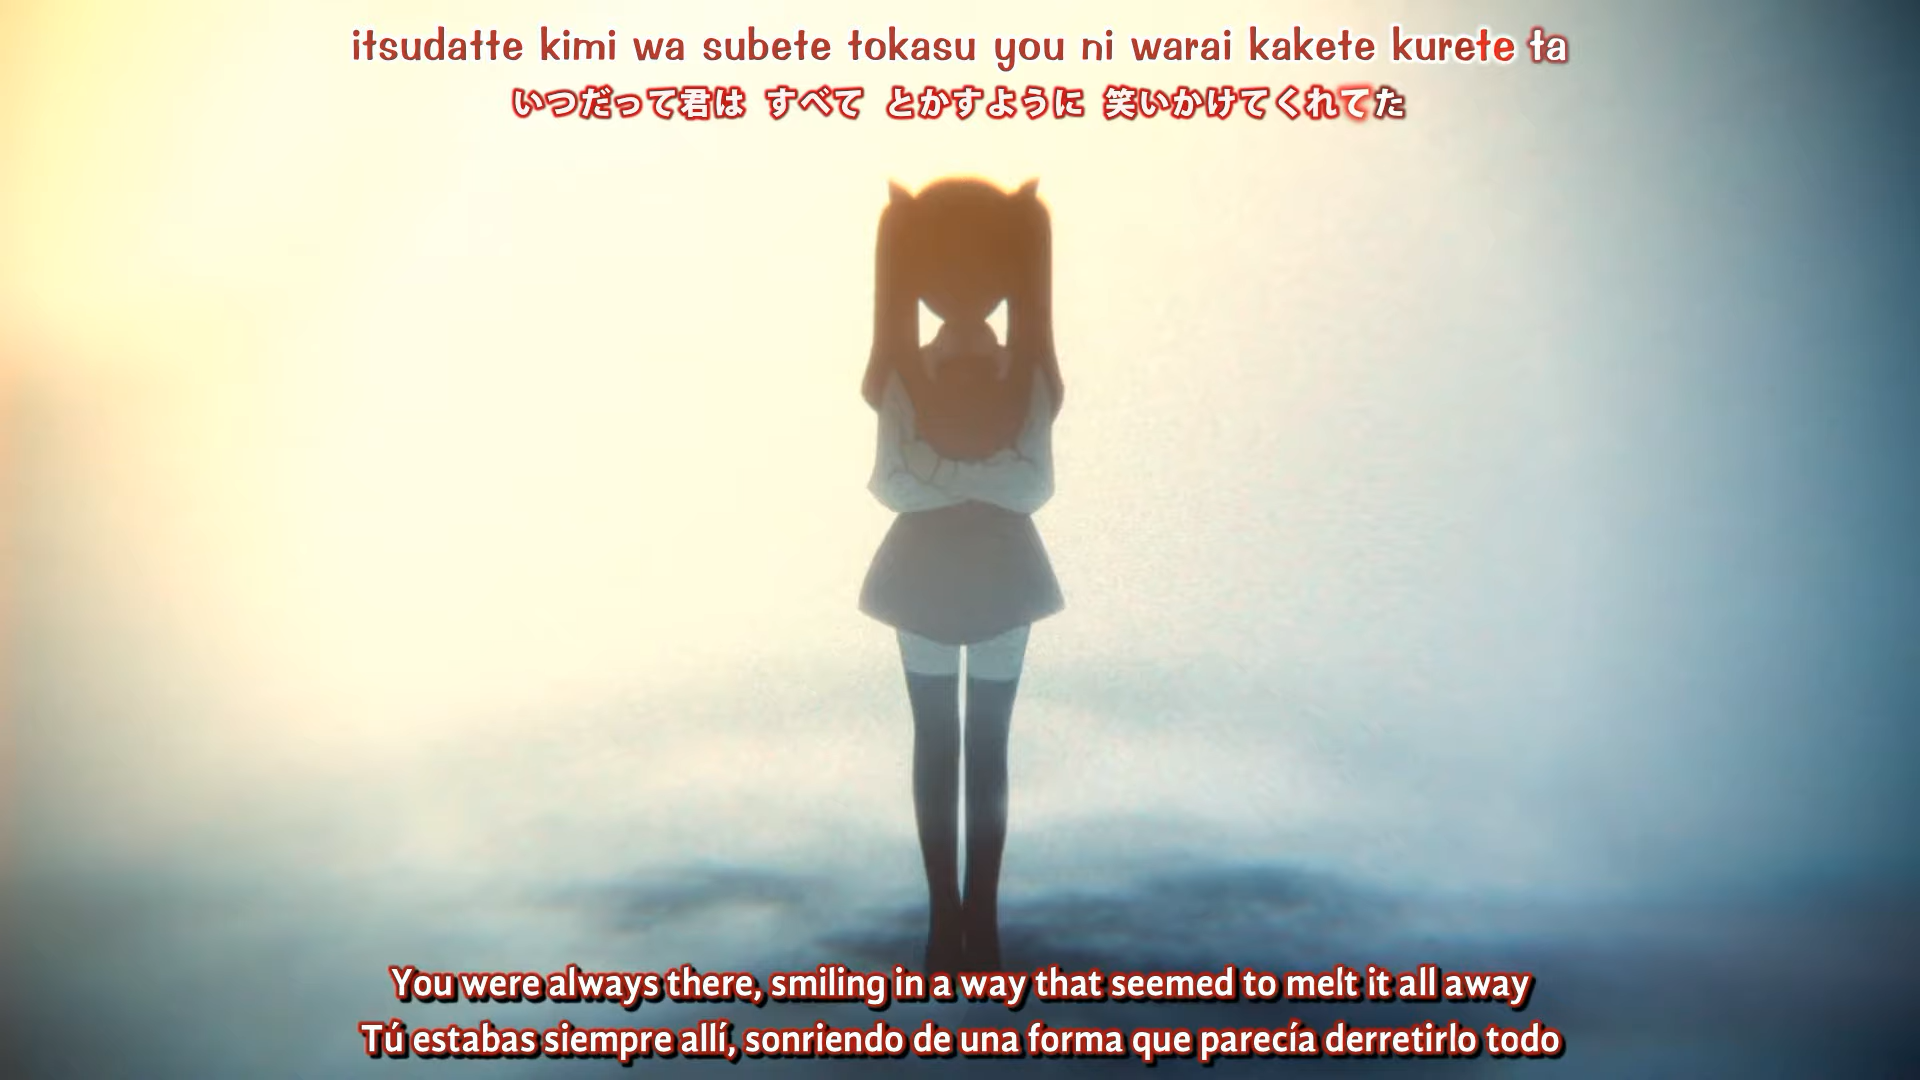 itsudatte kimi wa subete tokasu you ni warai kakete kurete ta
いつだって君は すべて とかすように 笑いかけてくれてた
You were always there, smiling in a way that seemed to melt it all away
Tú estabas siempre allí, sonriendo de una forma que parecía derretirlo todo